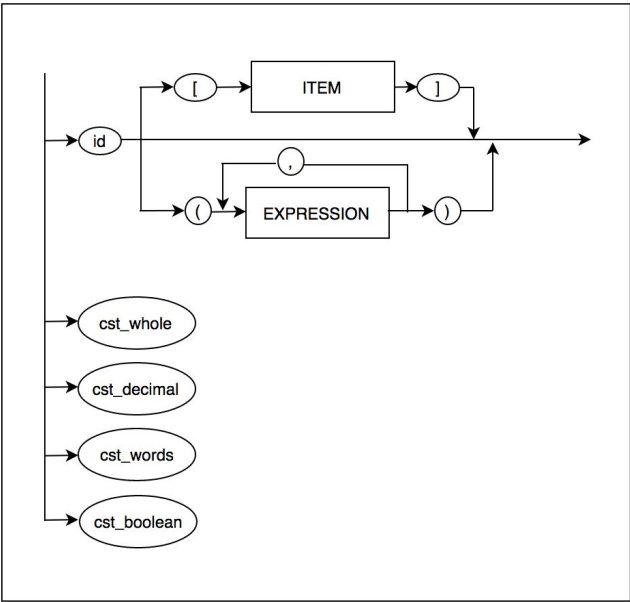 [ ITEM ]
id
,
( EXPRESSION )
cst_whole
cst_decimal
cst_words
cst_boolean